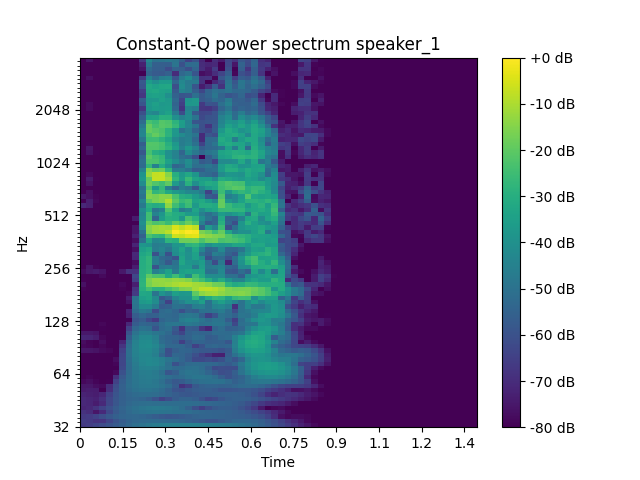 Constant-Q power spectrum speaker_1
Hz
2048
1024
512
256
128
64
32
0 0.15 0.3 0.45 0.6 0.75 0.9 1.1 1.2 1.4
Time
+0 dB
-10 dB
-20 dB
-30 dB
-40 dB
-50 dB
-60 dB
-70 dB
-80 dB